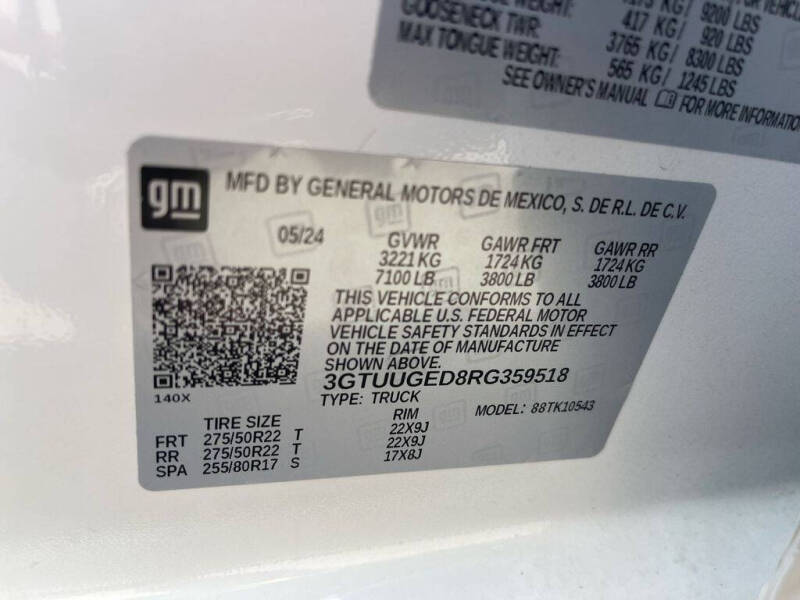 KG/ 9200 LBS
GOOSENECK TWR: 417 KG/ 920 LBS
MAX TONGUE WEIGHT: 3765 KG/ 8300 LBS
565 KG/ 1245 LBS
SEE OWNER'S MANUAL FOR MORE INFORMATION
gm
MFD BY GENERAL MOTORS DE MEXICO, S. DE R.L. DE C.V.
05/24 GVWR GAWR FRT GAWR RR
3221 KG 1724 KG 1724 KG
7100 LB 3800 LB 3800 LB
THIS VEHICLE CONFORMS TO ALL
APPLICABLE U.S. FEDERAL MOTOR
VEHICLE SAFETY STANDARDS IN EFFECT
ON THE DATE OF MANUFACTURE
SHOWN ABOVE.
3GTUUGED8RG359518
140X
TYPE: TRUCK MODEL: 88TK10543
TIRE SIZE RIM
FRT 275/50R22 T 22X9J
RR 275/50R22 T 22X9J
SPA 255/80R17 S 17X8J